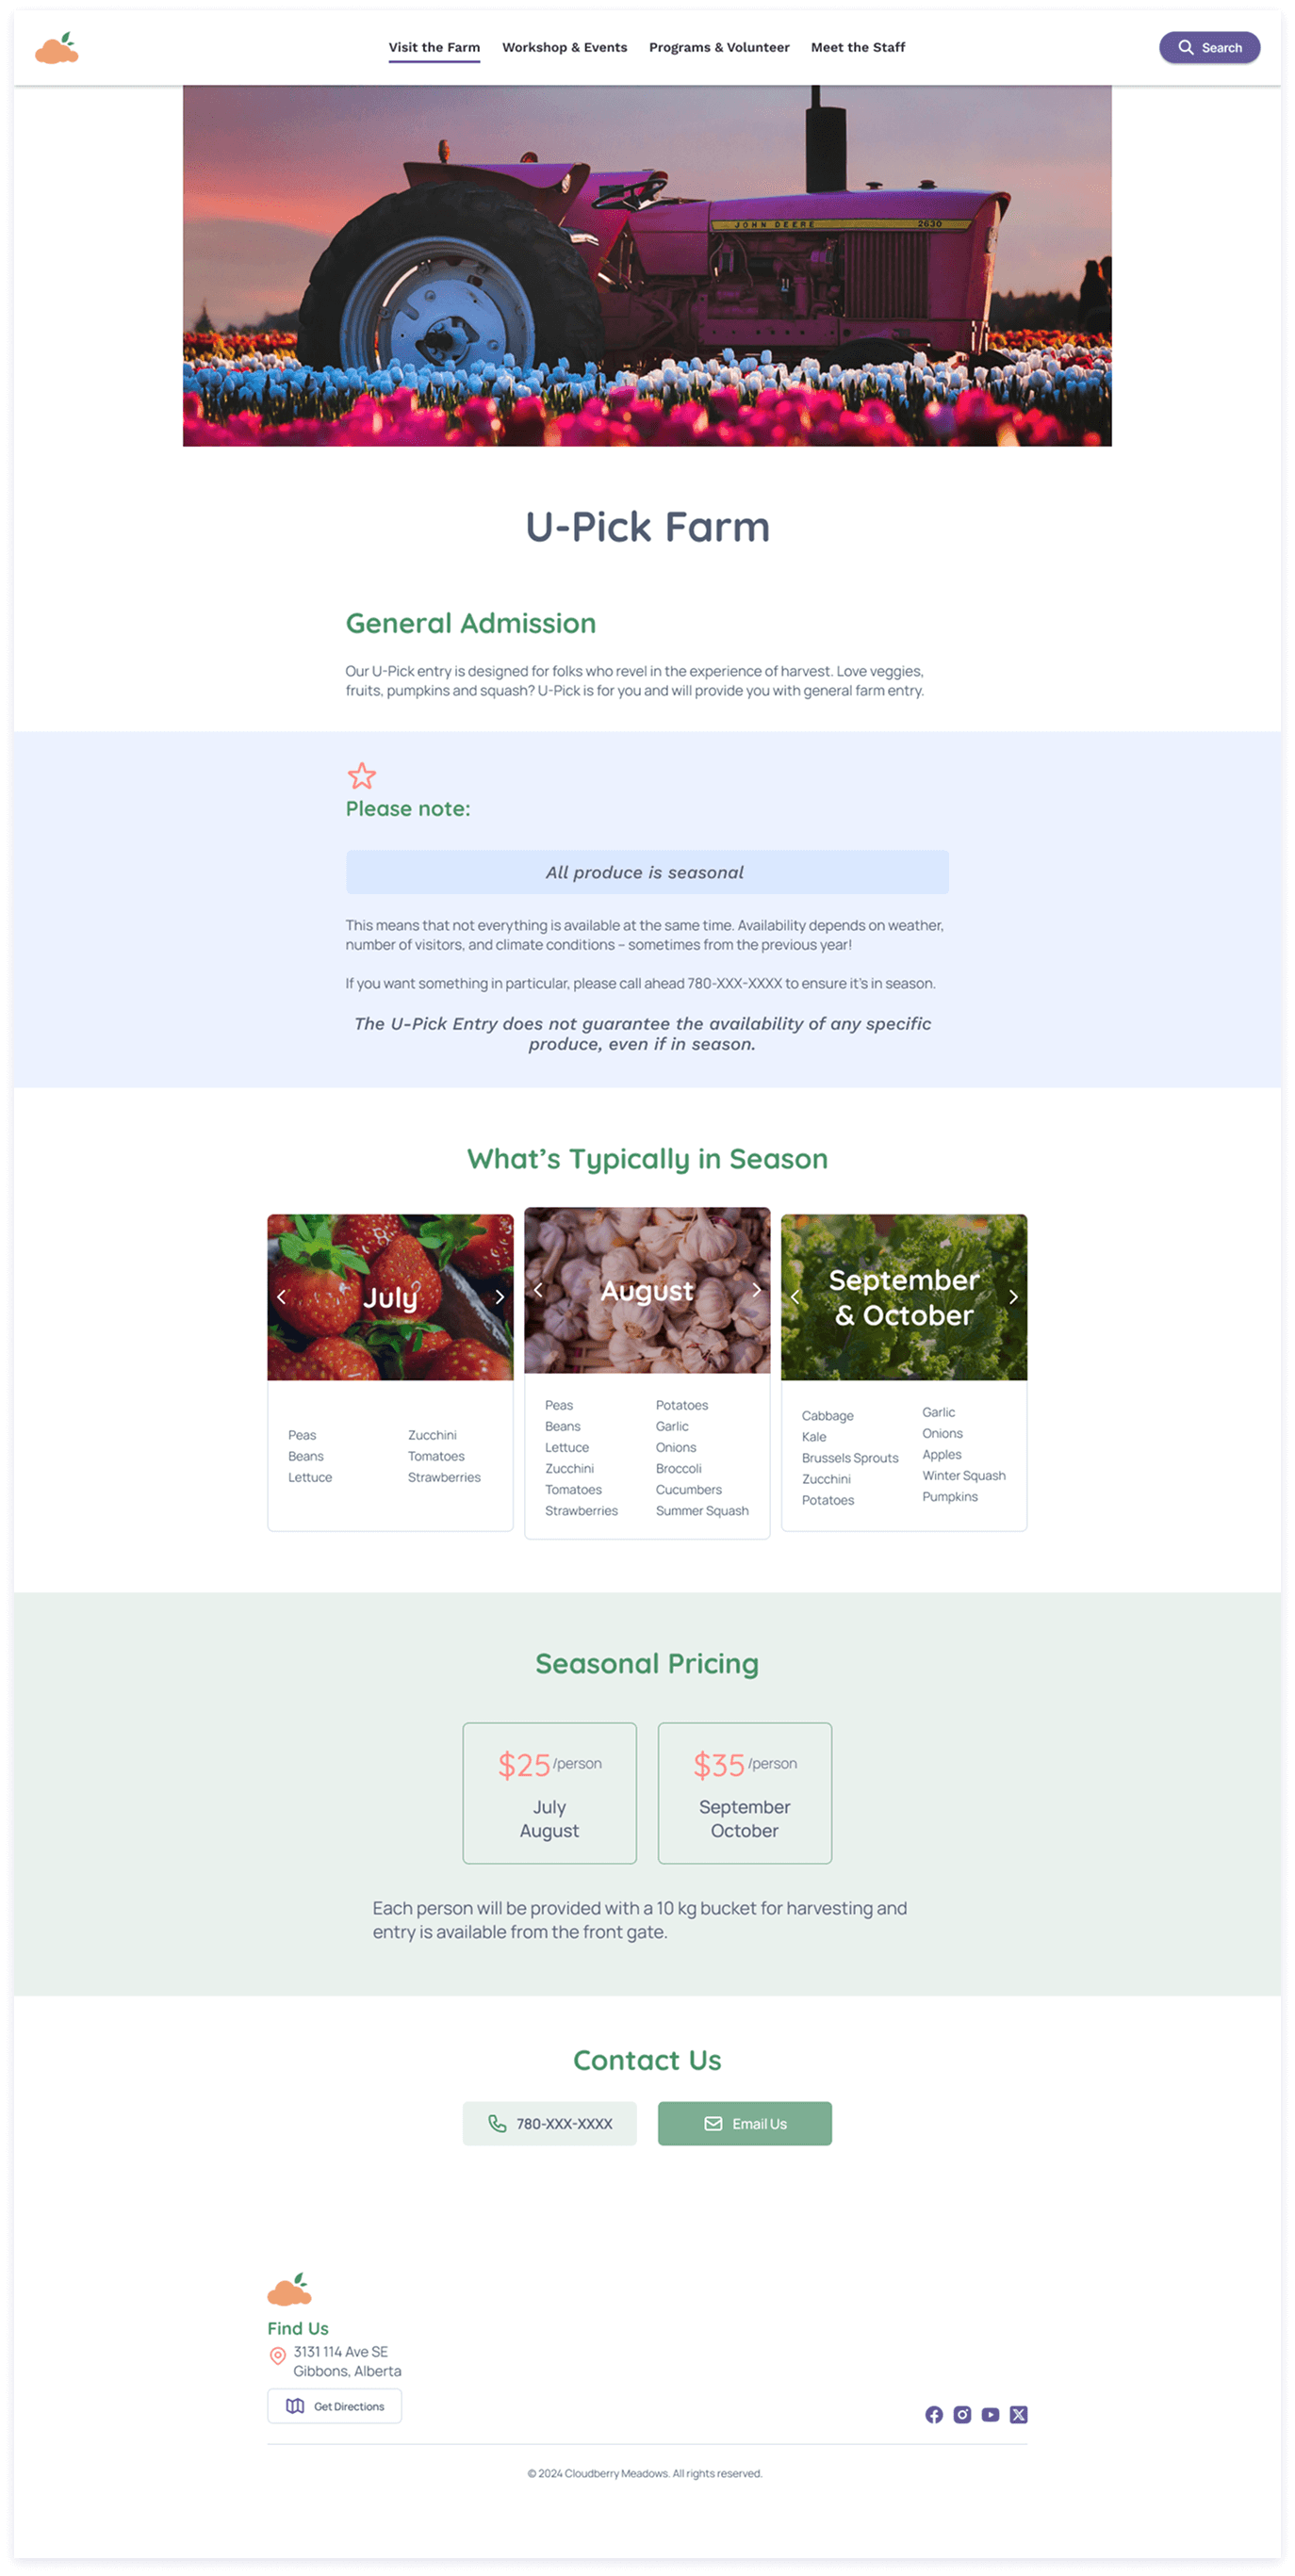 Visit the Farm
Workshop & Events
Programs & Volunteer
Meet the Staff
Search
JOHN DEERE
2630
U-Pick Farm
General Admission
Our U-Pick entry is designed for folks who revel in the experience of harvest. Love veggies,
fruits, pumpkins and squash? U-Pick is for you and will provide you with general farm entry.
Please note:
All produce is seasonal
This means that not everything is available at the same time. Availability depends on weather,
number of visitors, and climate conditions – sometimes from the previous year!
If you want something in particular, please call ahead 780-XXX-XXXX to ensure it's in season.
The U-Pick Entry does not guarantee the availability of any specific
produce, even if in season.
What's Typically in Season
July
Peas
Beans
Lettuce
Zucchini
Tomatoes
Strawberries
August
Peas
Beans
Lettuce
Zucchini
Tomatoes
Strawberries
Potatoes
Garlic
Onions
Broccoli
Cucumbers
Summer Squash
September
& October
Cabbage
Kale
Brussels Sprouts
Zucchini
Potatoes
Garlic
Onions
Apples
Winter Squash
Pumpkins
Seasonal Pricing
$25/person
July
August
$35/person
September
October
Each person will be provided with a 10 kg bucket for harvesting and
entry is available from the front gate.
Contact Us
780-XXX-XXXX
Email Us
Find Us
3131 114 Ave SE
Gibbons, Alberta
Get Directions
© 2024 Cloudberry Meadows. All rights reserved.